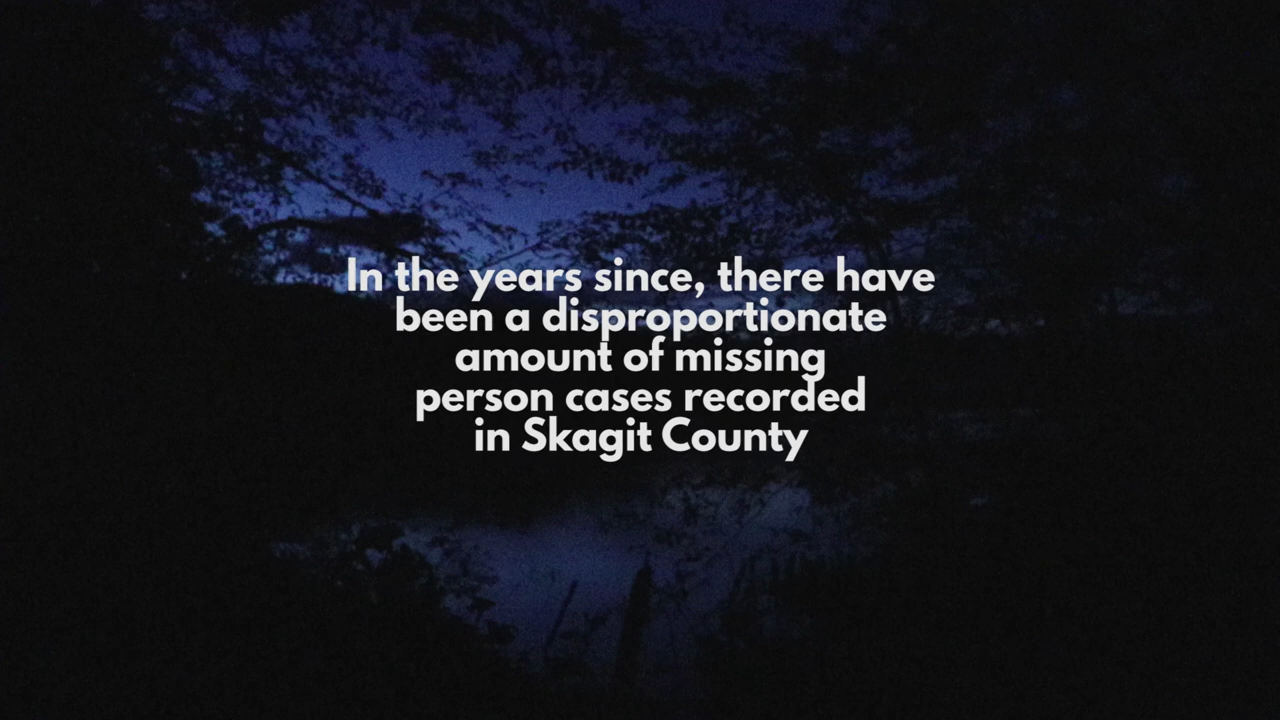 In the years since, there have
been a disproportionate
amount of missing
person cases recorded
in Skagit County